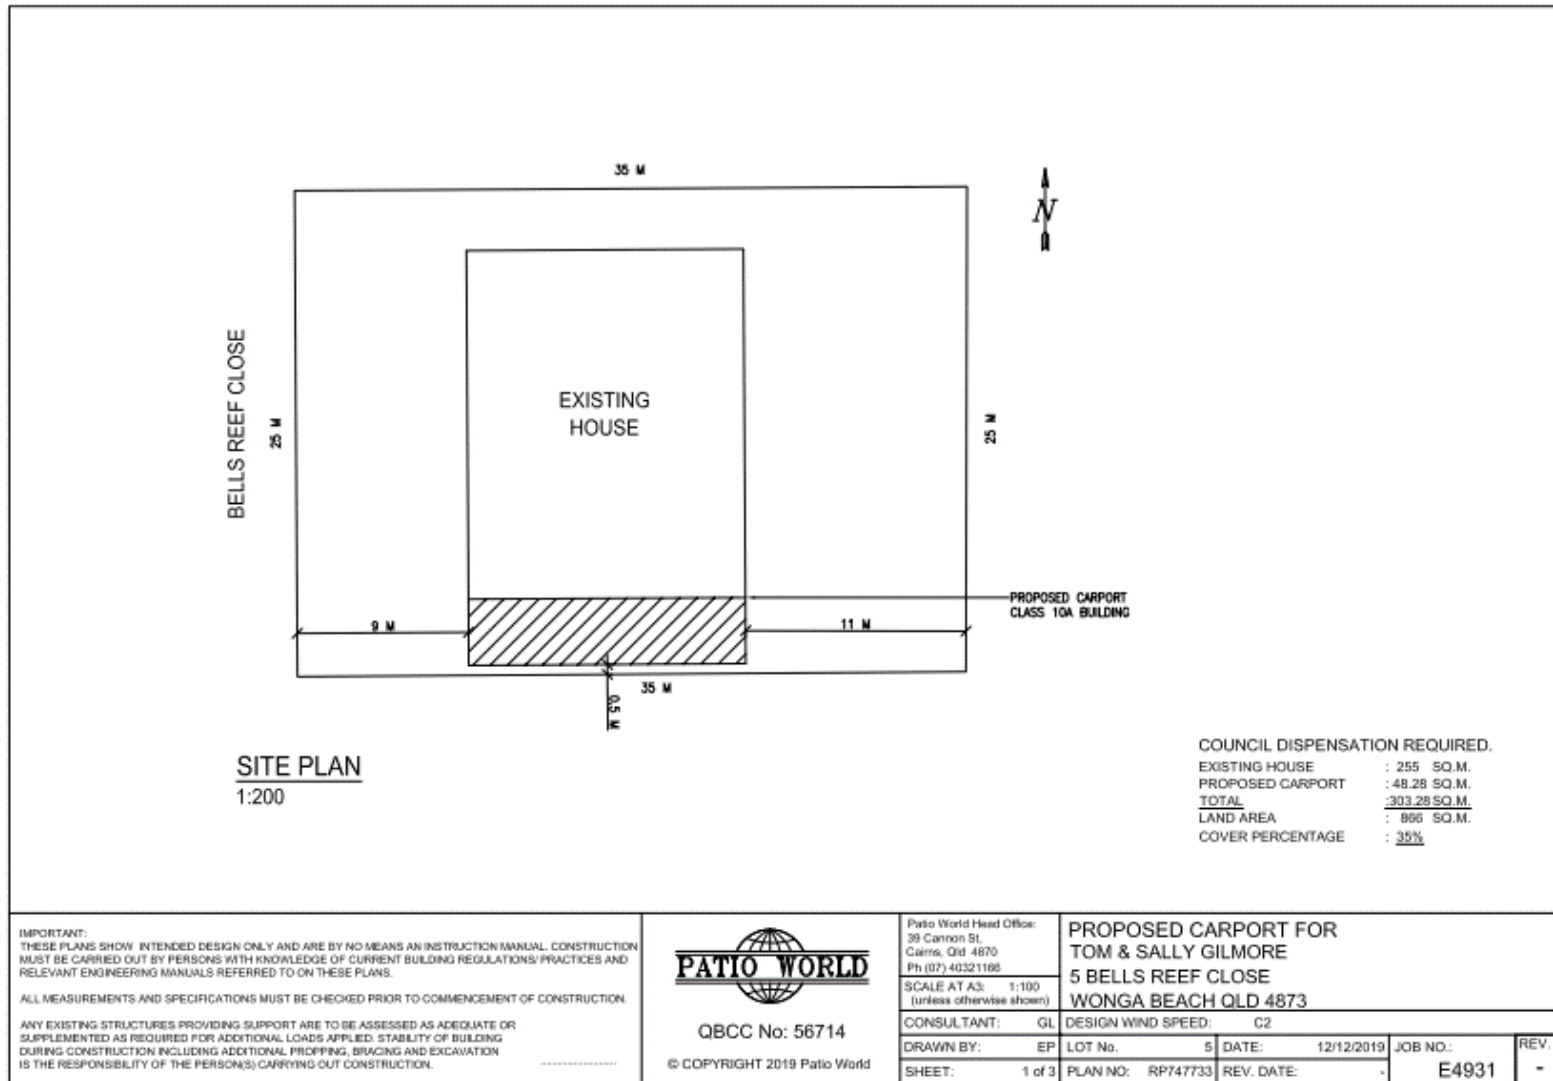 35 M
N
BELLS REEF CLOSE
25 M
EXISTING
HOUSE
25 M
PROPOSED CARPORT
CLASS 10A BUILDING
9 M
11 M
35 M
0.5 M
SITE PLAN
1:200
COUNCIL DISPENSATION REQUIRED.
EXISTING HOUSE : 255 SQ.M.
PROPOSED CARPORT : 48.28 SQ.M.
TOTAL :303.28 SQ.M.
LAND AREA : 866 SQ.M.
COVER PERCENTAGE : 35%
IMPORTANT:
THESE PLANS SHOW INTENDED DESIGN ONLY AND ARE BY NO MEANS AN INSTRUCTION MANUAL. CONSTRUCTION
MUST BE CARRIED OUT BY PERSONS WITH KNOWLEDGE OF CURRENT BUILDING REGULATIONS/ PRACTICES AND
RELEVANT ENGINEERING MANUALS REFERRED TO ON THESE PLANS.
ALL MEASUREMENTS AND SPECIFICATIONS MUST BE CHECKED PRIOR TO COMMENCEMENT OF CONSTRUCTION.
ANY EXISTING STRUCTURES PROVIDING SUPPORT ARE TO BE ASSESSED AS ADEQUATE OR
SUPPLEMENTED AS REQUIRED FOR ADDITIONAL LOADS APPLIED. STABILITY OF BUILDING
DURING CONSTRUCTION INCLUDING ADDITIONAL PROPPING, BRACING AND EXCAVATION
IS THE RESPONSIBILITY OF THE PERSON(S) CARRYING OUT CONSTRUCTION.
PATIO WORLD
QBCC No: 56714
© COPYRIGHT 2019 Patio World
Patio World Head Office:
39 Cannon St,
Cairns, Qld 4870
Ph (07) 40321166
SCALE AT A3: 1:100
(unless otherwise shown)
CONSULTANT: GL
DRAWN BY: EP
SHEET: 1 of 3
PROPOSED CARPORT FOR
TOM & SALLY GILMORE
5 BELLS REEF CLOSE
WONGA BEACH QLD 4873
DESIGN WIND SPEED: C2
LOT No. 5 DATE: 12/12/2019
PLAN NO: RP747733 REV. DATE: -
JOB NO.:
E4931
REV.
-